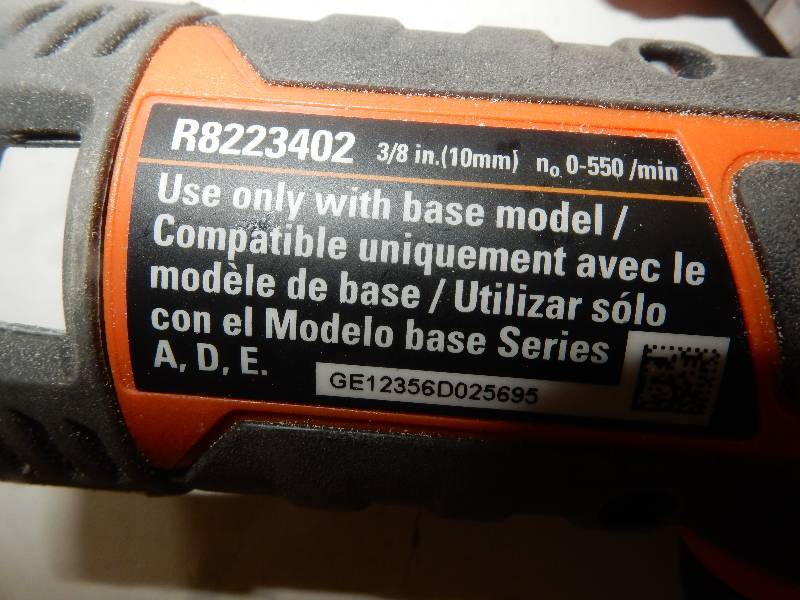 R8223402 3/8 in.(10mm) nₒ 0-550 /min
Use only with base model /
Compatible uniquement avec le
modèle de base / Utilizar sólo
con el Modelo base Series
A, D, E.
GE12356D025695